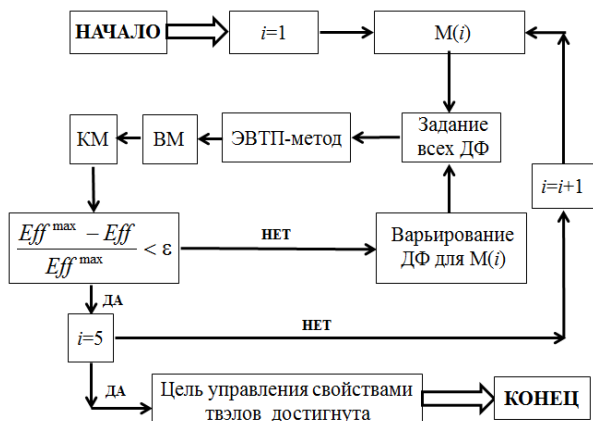 НАЧАЛО
i=1
М(i)
КМ
ВМ
ЭВТП-метод
Задание
всех ДФ
i=i+1
Eff max − Eff
Eff max
< ε
НЕТ
Варьирование
ДФ для М(i)
ДА
i=5
НЕТ
ДА
Цель управления свойствами
твэлов достигнута
КОНЕЦ